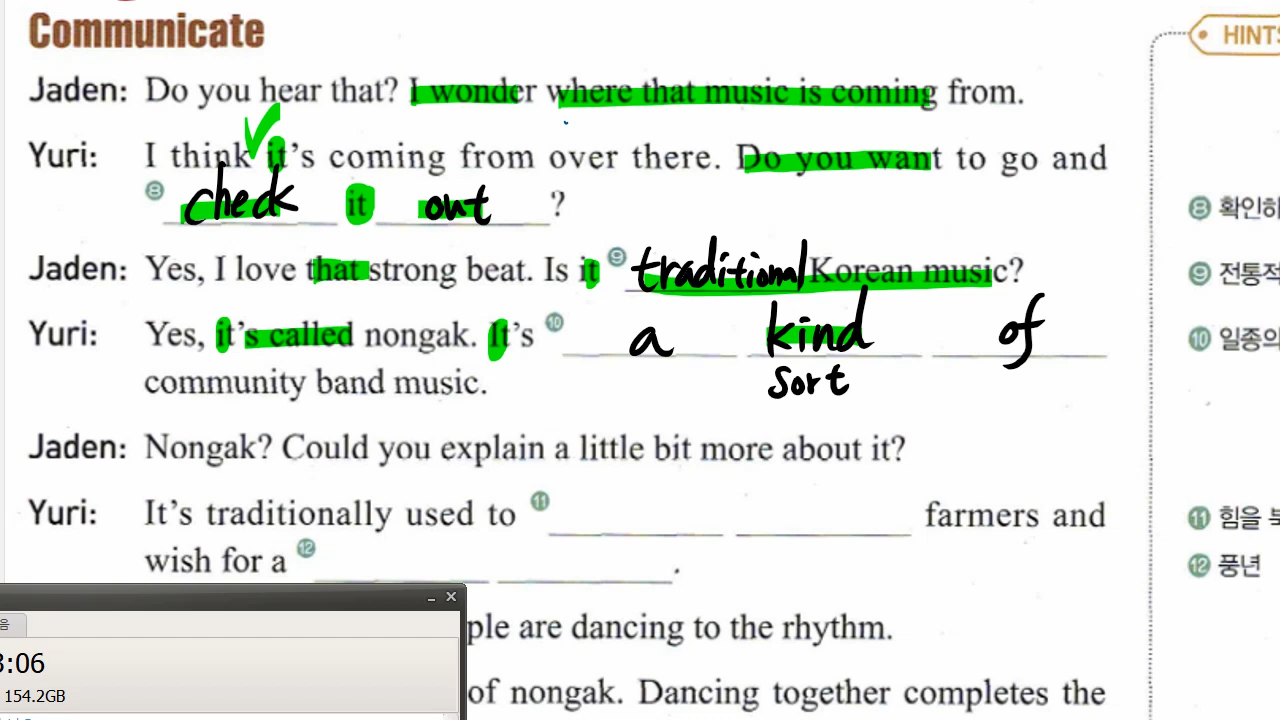 Communicate
HINTS
Jaden: Do you hear that? I wonder where that music is coming from.
Yuri: I think it's coming from over there. Do you want to go and
⑧ check it out ?
⑧ 확인하
Jaden: Yes, I love that strong beat. Is it ⑨ traditional Korean music?
⑨ 전통적
Yuri: Yes, it's called nongak. It's ⑩ a kind of
⑩ 일종의
sort
community band music.
Jaden: Nongak? Could you explain a little bit more about it?
Yuri: It's traditionally used to ⑪ farmers and
⑪ 힘을
wish for a ⑫ .
⑫ 풍년
ple are dancing to the rhythm.
:06
154.2GB
of nongak. Dancing together completes the